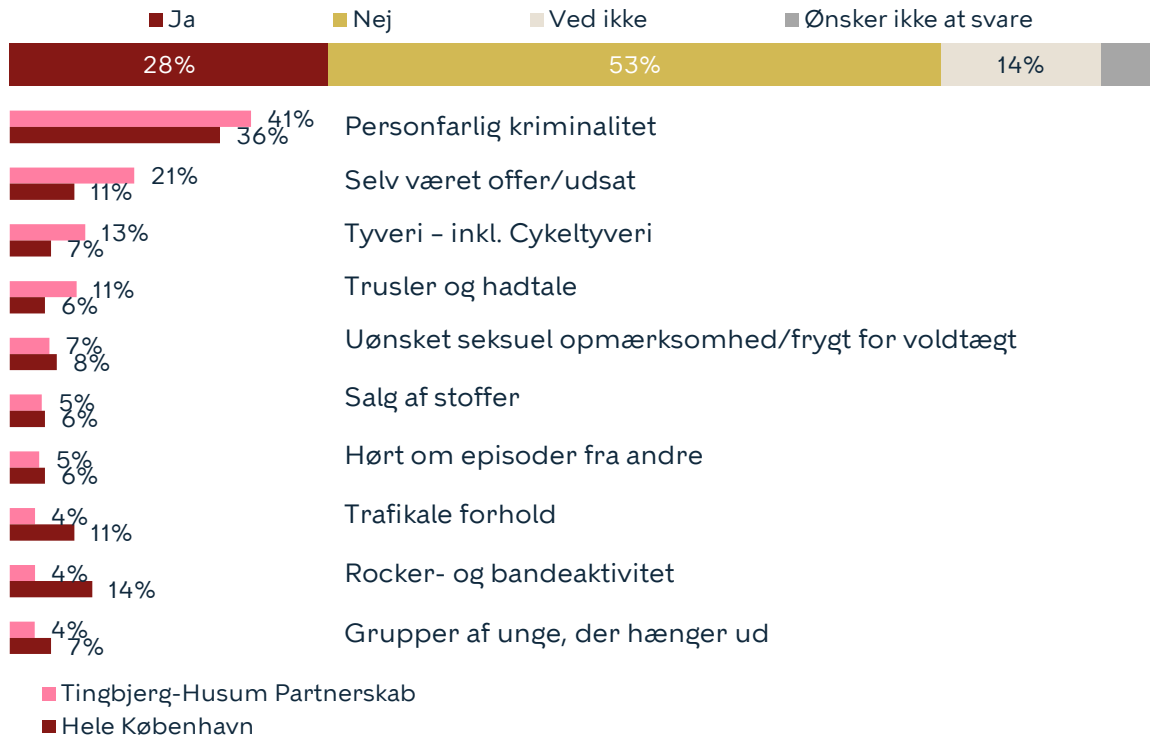 Ja Nej Ved ikke Ønsker ikke at svare
28% 53% 14%
41% Personfarlig kriminalitet
36%
21% Selv været offer/udsat
11%
13% Tyveri – inkl. Cykeltyveri
7%
11% Trusler og hadtale
6%
7% Uønsket seksuel opmærksomhed/frygt for voldtægt
8%
5% Salg af stoffer
6%
5% Hørt om episoder fra andre
6%
4% Trafikale forhold
11%
4% Rocker- og bandeaktivitet
14%
4% Grupper af unge, der hænger ud
7%
Tingbjerg-Husum Partnerskab
Hele København